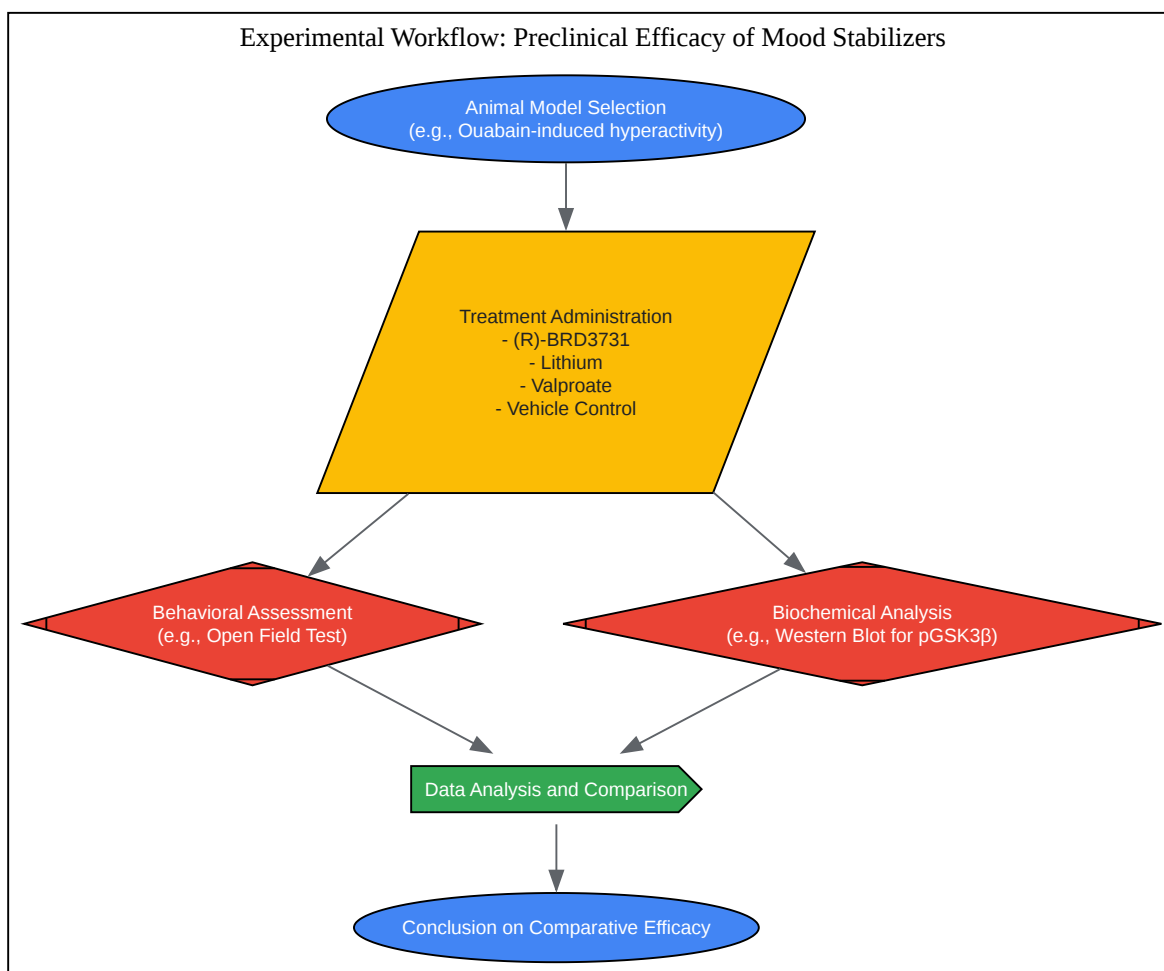 Experimental Workflow: Preclinical Efficacy of Mood Stabilizers
Animal Model Selection
(e.g., Ouabain-induced hyperactivity)
Treatment Administration
- (R)-BRD3731
- Lithium
- Valproate
- Vehicle Control
Behavioral Assessment
(e.g., Open Field Test)
Biochemical Analysis
(e.g., Western Blot for pGSK3β)
Data Analysis and Comparison
Conclusion on Comparative Efficacy